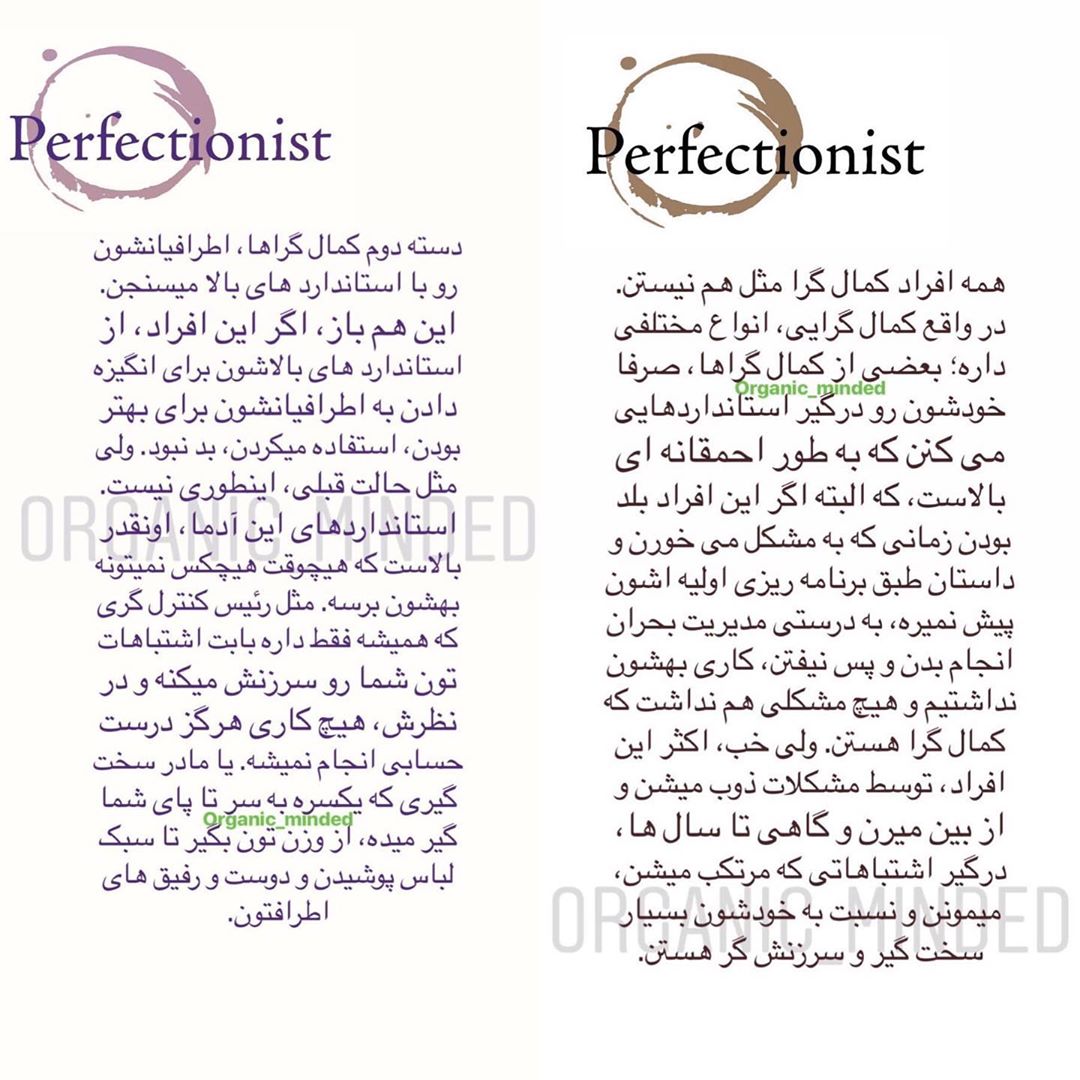 Perfectionist
همه افراد کمال گرا مثل هم نیستن.
در واقع کمال گرایی، انواع مختلفی
داره؛ بعضی از کمال گراها، صرفا
Organic_minded
خودشون رو درگیر استانداردهایی
می کنن که به طور احمقانه ای
بالاست، که البته اگر این افراد بلد
بودن زمانی که به مشکل می خورن و
داستان طبق برنامه ریزی اولیه اشون
پیش نمیره، به درستی مدیریت بحران
انجام بدن و پس نیفتن، کاری بهشون
نداشتیم و هیچ مشکلی هم نداشت که
کمال گرا هستن. ولی خب، اکثر این
افراد، توسط مشکلات ذوب میشن و
از بین میرن و گاهی تا سال ها،
درگیر اشتباهاتی که مرتکب میشن،
میمونن و نسبت به خودشون بسیار
ORGANIC_MINDED
سخت گیر و سرزنش گر هستن.
Perfectionist
دسته دوم کمال گراها، اطرافیانشون
رو با استاندارد های بالا میسنجن.
این هم باز، اگر این افراد، از
استاندارد های بالاشون برای انگیزه
دادن به اطرافیانشون برای بهتر
بودن، استفاده میکردن، بد نبود. ولی
مثل حالت قبلی، اینطوری نیست.
استانداردهای این آدما، اونقدر
ORGANIC_MINDED
بالاست که هیچوقت هیچکس نمیتونه
بهشون برسه. مثل رئیس کنترل گری
که همیشه فقط داره بابت اشتباهات
تون شما رو سرزنش میکنه و در
نظرش، هیچ کاری هرگز درست
حسابی انجام نمیشه. یا مادر سخت
گیری که یکسره به سر تا پای شما
Organic_minded
گیر میده، از وزن تون بگیر تا سبک
لباس پوشیدن و دوست و رفیق های
اطرافتون.